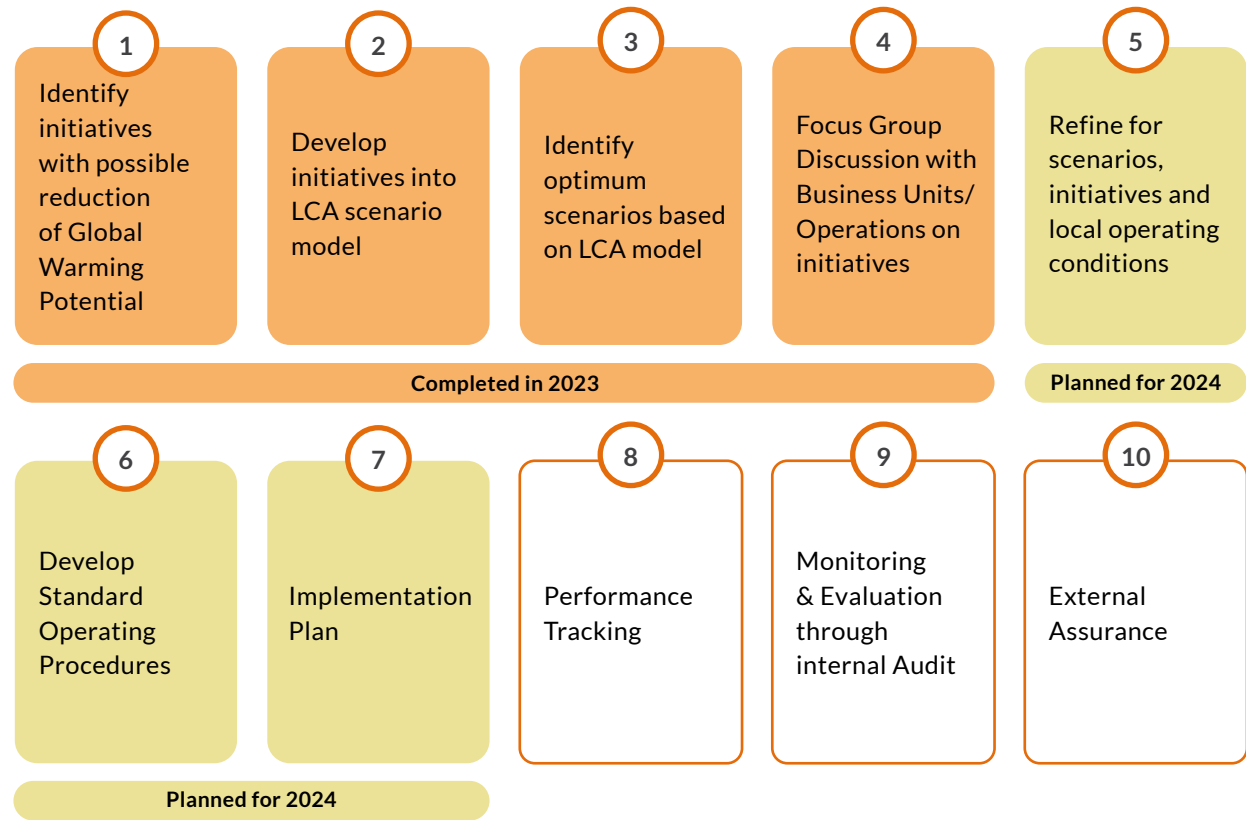 1
Identify
initiatives
with possible
reduction
of Global
Warming
Potential
2
Develop
initiatives into
LCA scenario
model
3
Identify
optimum
scenarios based
on LCA model
4
Focus Group
Discussion with
Business Units/
Operations on
initiatives
5
Refine for
scenarios,
initiatives and
local operating
conditions
Completed in 2023
Planned for 2024
6
Develop
Standard
Operating
Procedures
7
Implementation
Plan
8
Performance
Tracking
9
Monitoring
& Evaluation
through
internal Audit
10
External
Assurance
Planned for 2024